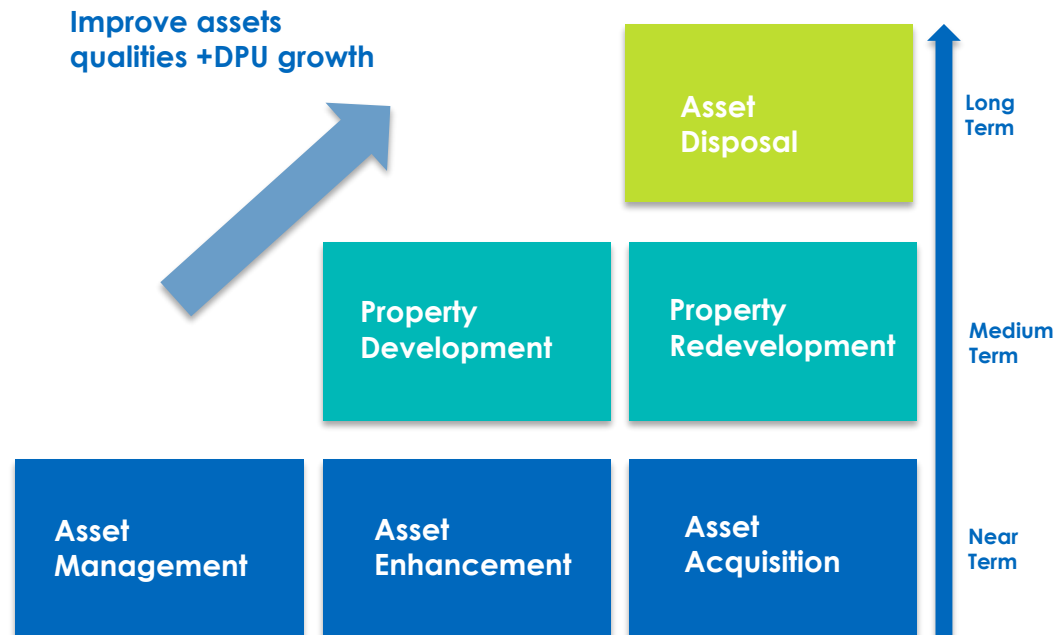 Improve assets
qualities +DPU growth
Asset
Disposal
Long
Term
Property
Development
Property
Redevelopment
Medium
Term
Asset
Management
Asset
Enhancement
Asset
Acquisition
Near
Term